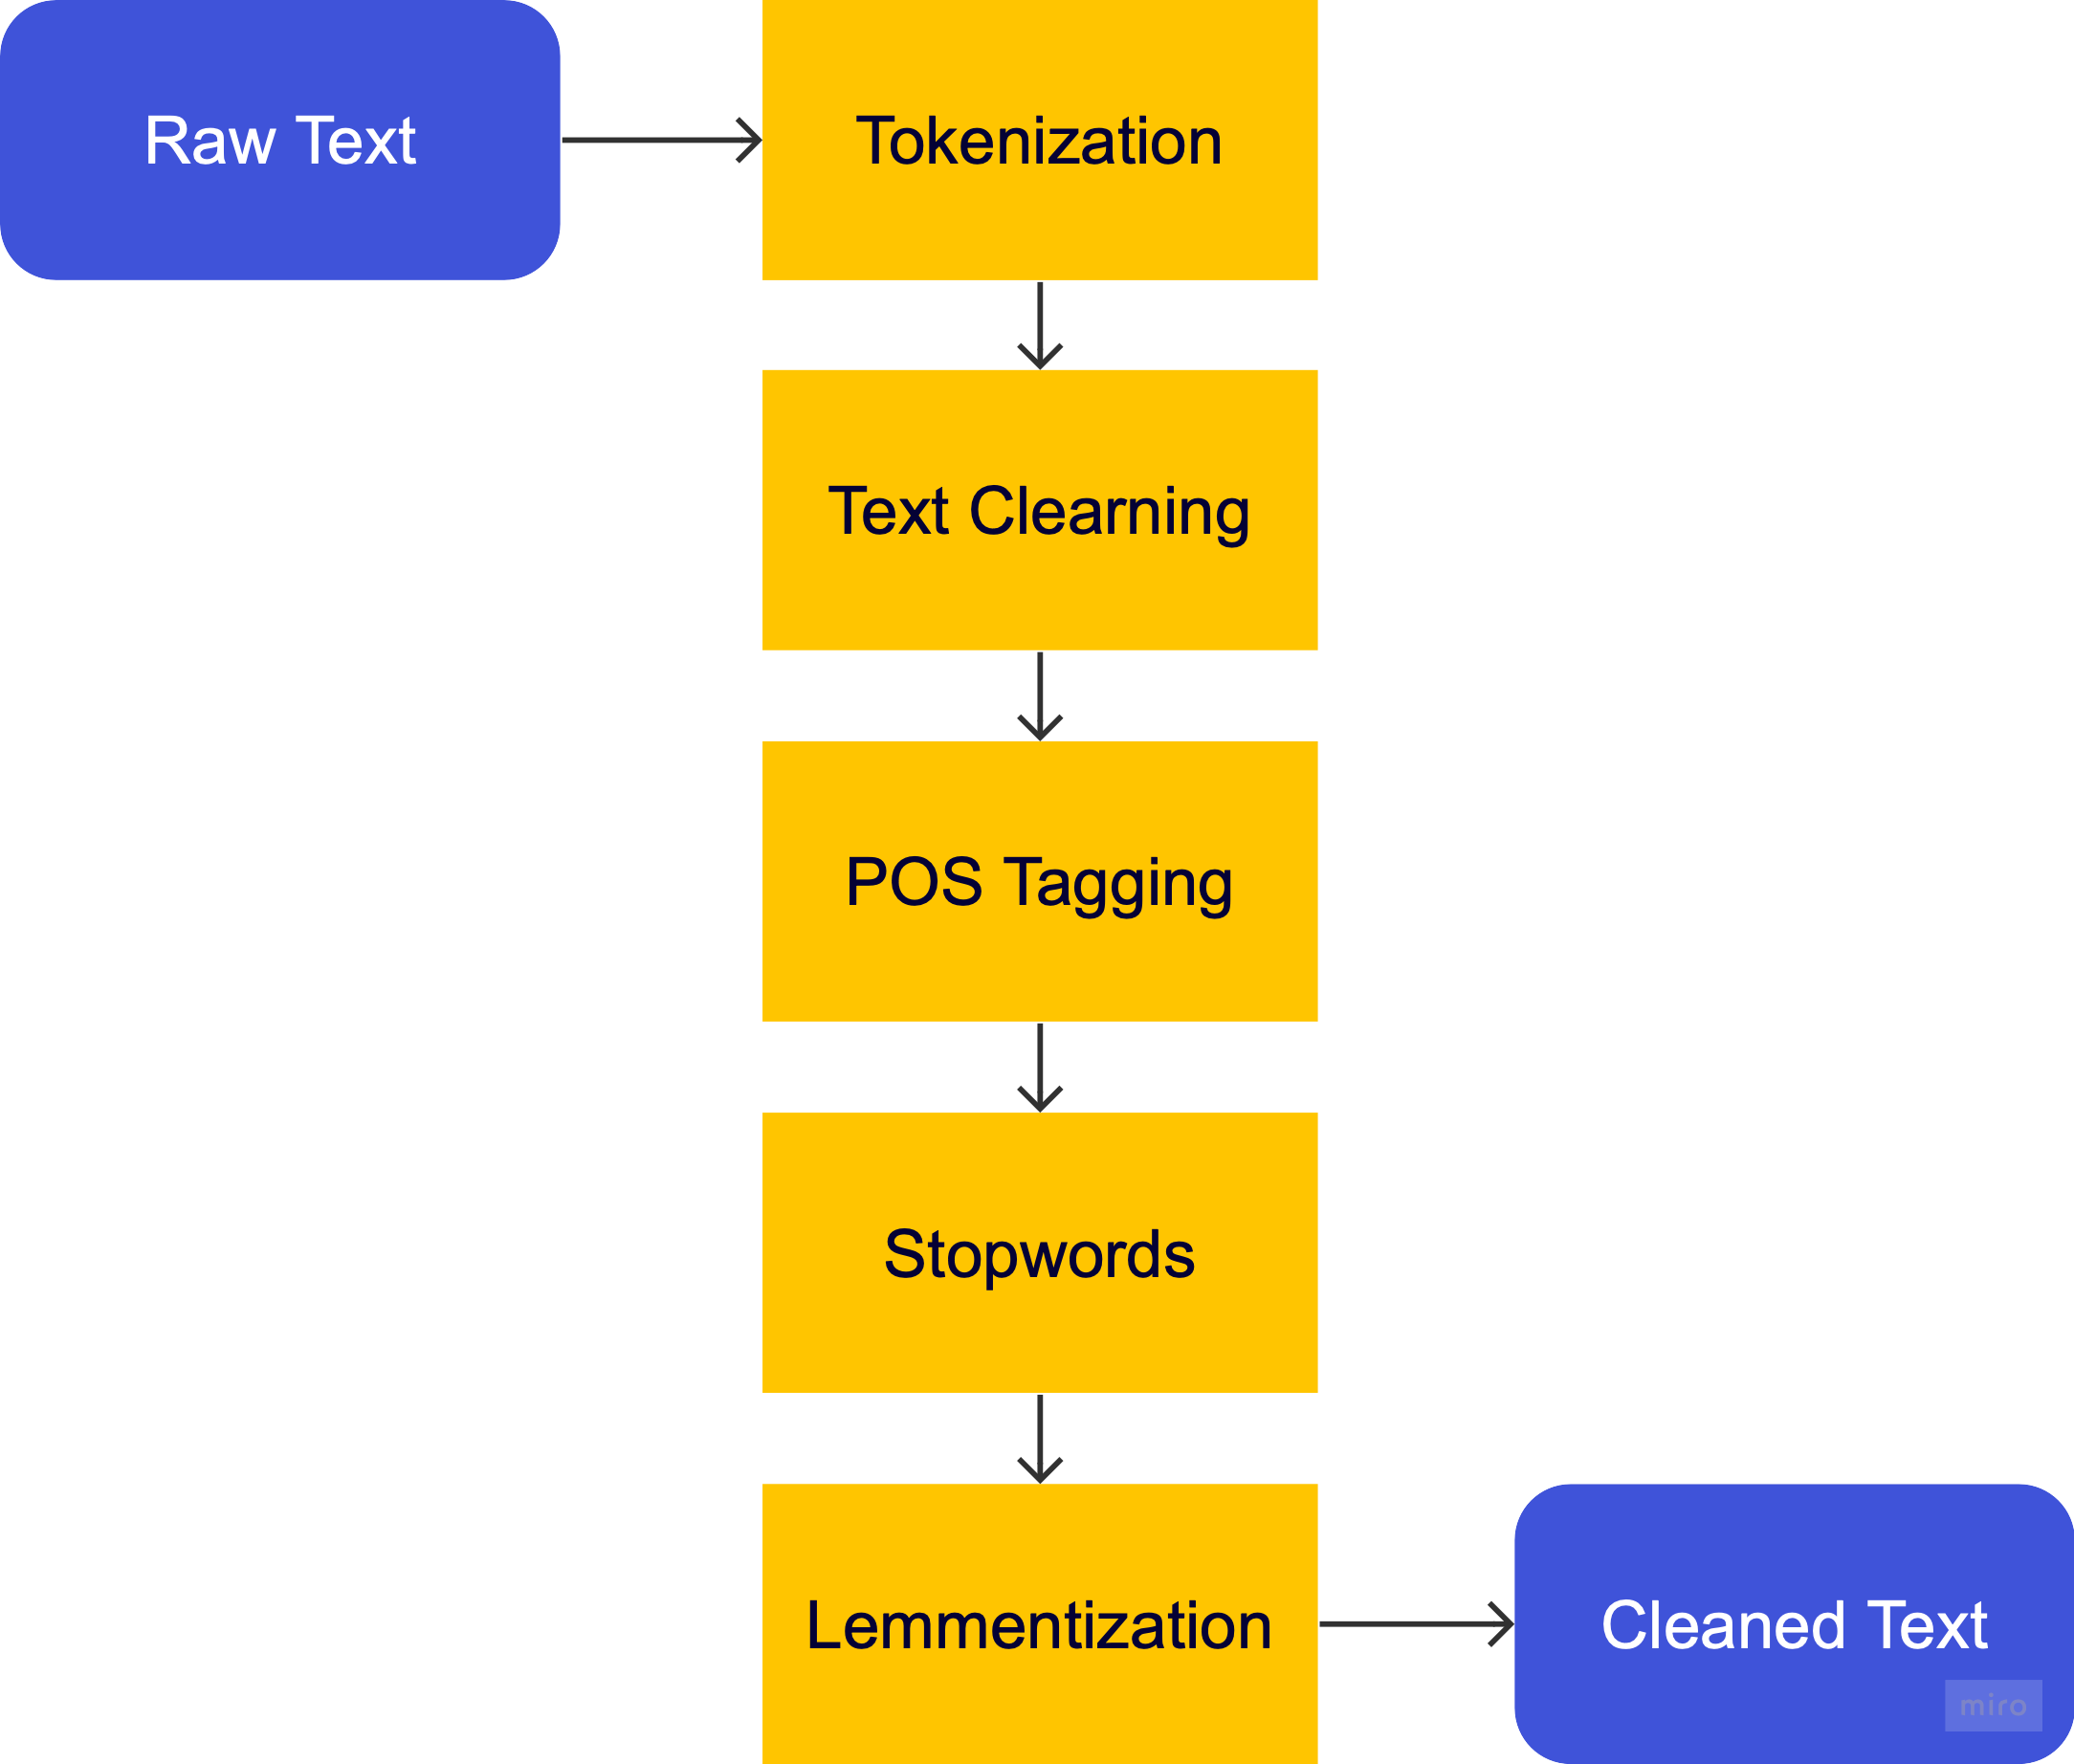 Raw Text
Tokenization
Text Clearning
POS Tagging
Stopwords
Lemmentization
Cleaned Text
miro